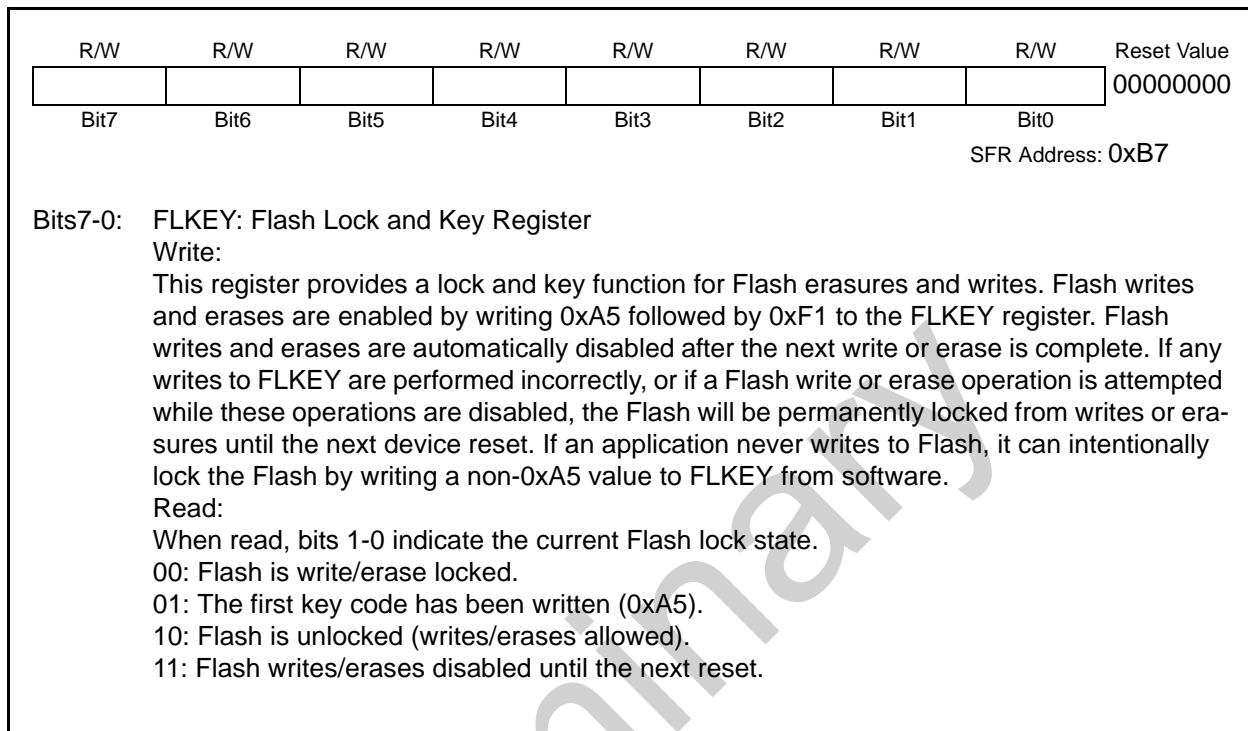 R/W R/W R/W R/W R/W R/W R/W R/W Reset Value
00000000
Bit7 Bit6 Bit5 Bit4 Bit3 Bit2 Bit1 Bit0
SFR Address: 0xB7
Bits7-0: FLKEY: Flash Lock and Key Register
Write:
This register provides a lock and key function for Flash erasures and writes. Flash writes
and erases are enabled by writing 0xA5 followed by 0xF1 to the FLKEY register. Flash
writes and erases are automatically disabled after the next write or erase is complete. If any
writes to FLKEY are performed incorrectly, or if a Flash write or erase operation is attempted
while these operations are disabled, the Flash will be permanently locked from writes or era-
sures until the next device reset. If an application never writes to Flash, it can intentionally
lock the Flash by writing a non-0xA5 value to FLKEY from software.
Read:
When read, bits 1-0 indicate the current Flash lock state.
00: Flash is write/erase locked.
01: The first key code has been written (0xA5).
10: Flash is unlocked (writes/erases allowed).
11: Flash writes/erases disabled until the next reset.
inary